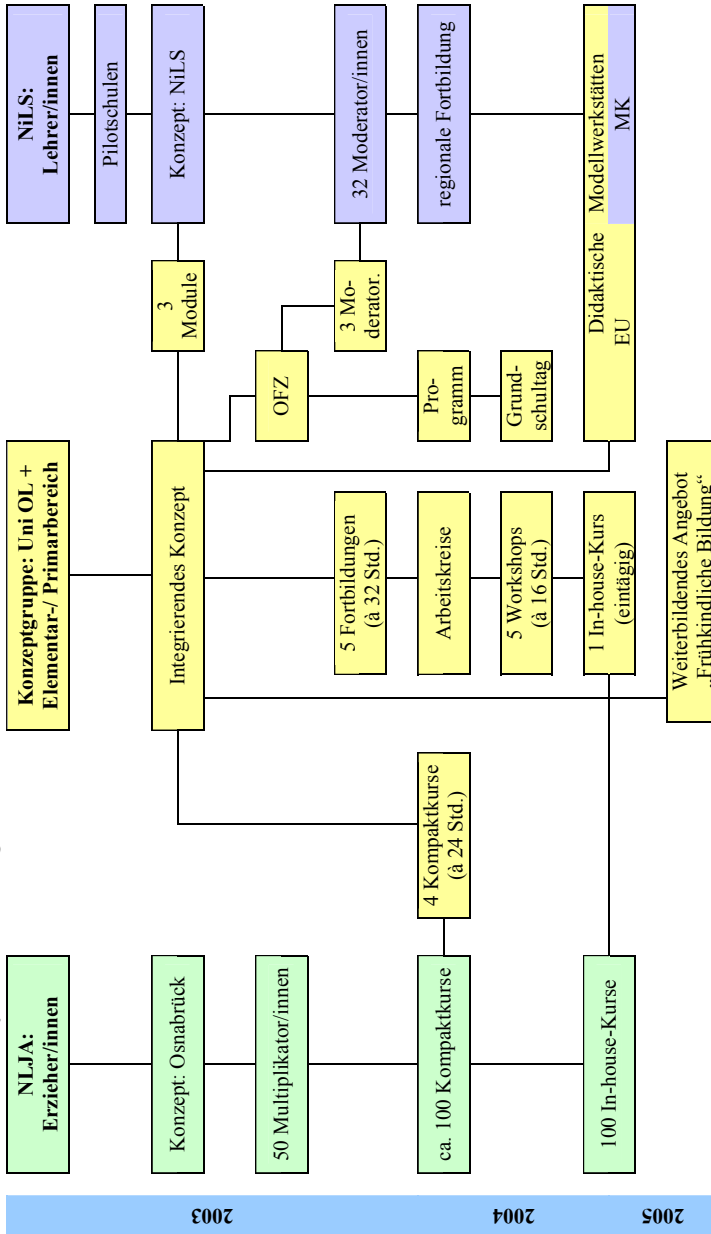 NLJA:
Erzieher/innen
Konzeptgruppe: Uni OL +
Elementar-/ Primarbereich
NiLS:
Lehrer/innen
Pilotschulen
Konzept: Osnabrück
Integrierendes Konzept
3
Module
Konzept: NiLS
50 Multiplikator/innen
OFZ
5 Fortbildungen
(à 32 Std.)
3 Mo-
derator.
32 Moderator/innen
ca. 100 Kompaktkurse
4 Kompaktkurse
(à 24 Std.)
Arbeitskreise
Pro-
gramm
regionale Fortbildung
5 Workshops
(à 16 Std.)
Grund-
schultag
100 In-house-Kurse
1 In-house-Kurs
(eintägig)
Didaktische Modellwerkstätten
EU MK
Weiterbildendes Angebot
„Frühkindliche Bildung“
2003
2004
2005